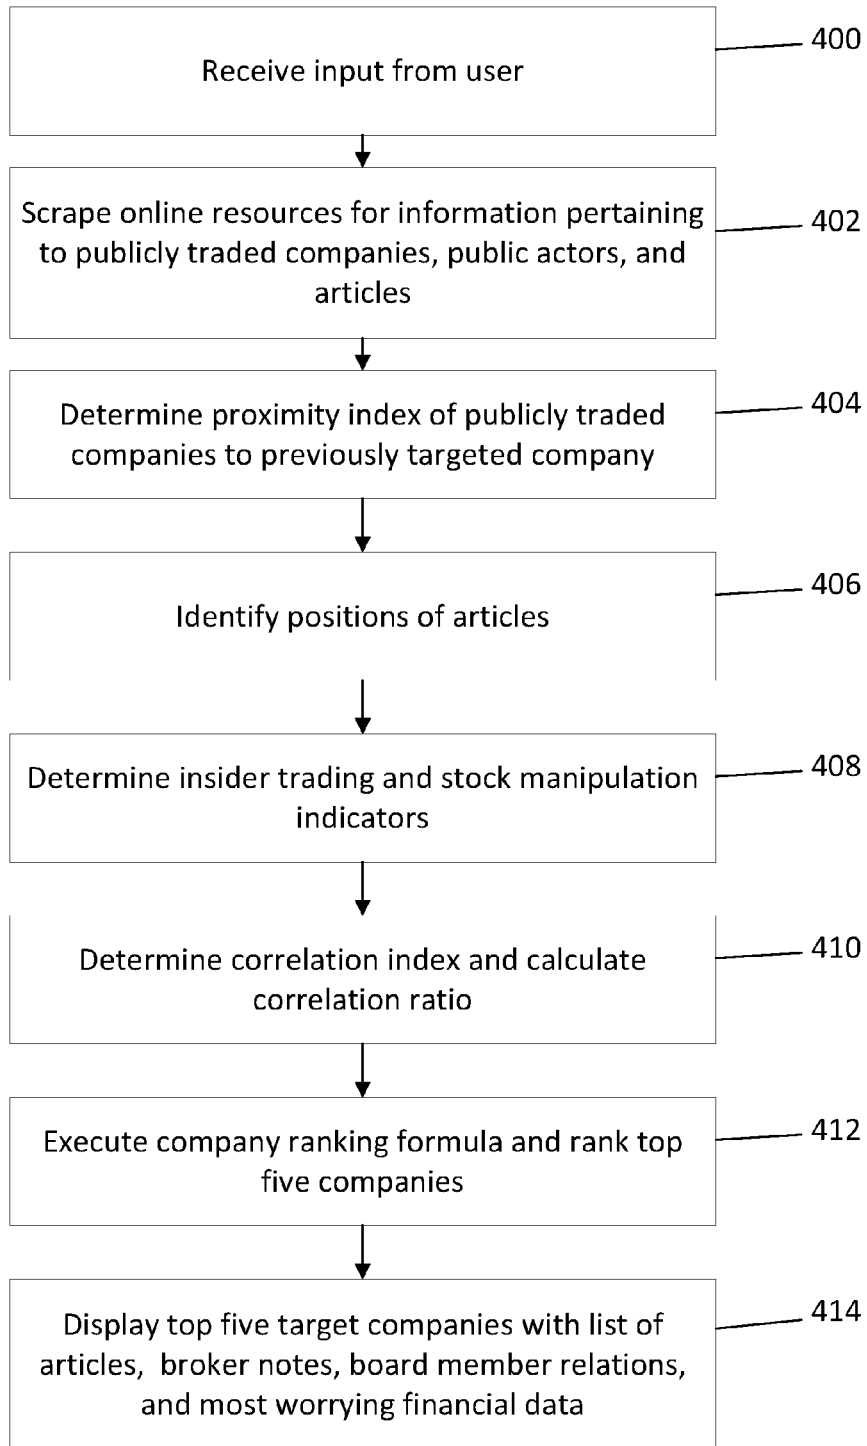 Receive input from user
400
Scrape online resources for information pertaining
to publicly traded companies, public actors, and
articles
402
Determine proximity index of publicly traded
companies to previously targeted company
404
Identify positions of articles
406
Determine insider trading and stock manipulation
indicators
408
Determine correlation index and calculate
correlation ratio
410
Execute company ranking formula and rank top
five companies
412
Display top five target companies with list of
articles, broker notes, board member relations,
and most worrying financial data
414